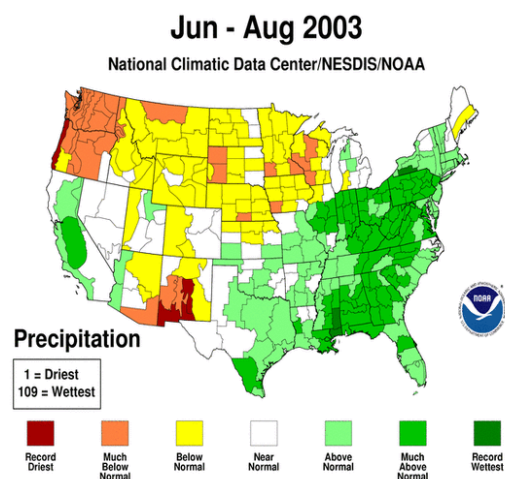 Jun - Aug 2003
National Climatic Data Center/NESDIS/NOAA
NOAA
Precipitation
1 = Driest
109 = Wettest
Record
Driest
Much
Below
Normal
Below
Normal
Near
Normal
Above
Normal
Much
Above
Normal
Record
Wettest